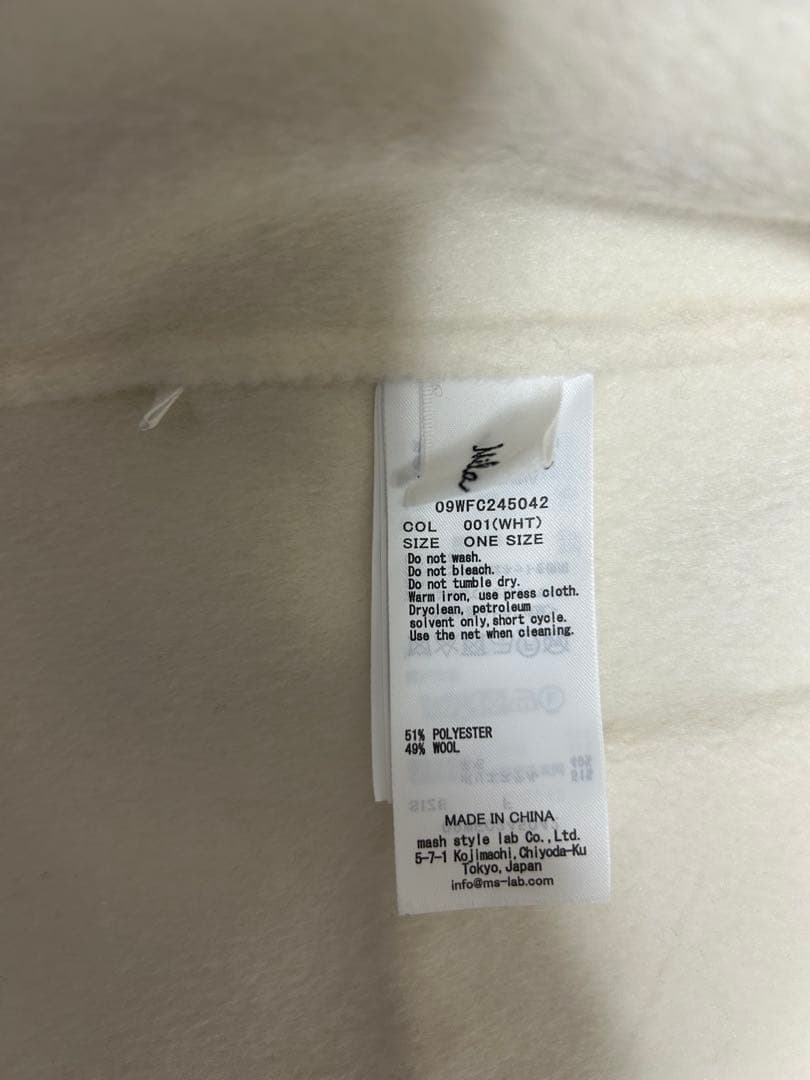 Mila
09WFC245042
COL 001(WHT)
SIZE ONE SIZE
Do not wash.
Do not bleach.
Do not tumble dry.
Warm iron, use press cloth.
Dryclean, petroleum
solvent only, short cycle.
Use the net when cleaning.
51% POLYESTER
49% WOOL
MADE IN CHINA
mash style lab Co., Ltd.
5-7-1 Kojimachi, Chiyoda-Ku
Tokyo, Japan
info@ms-lab.com